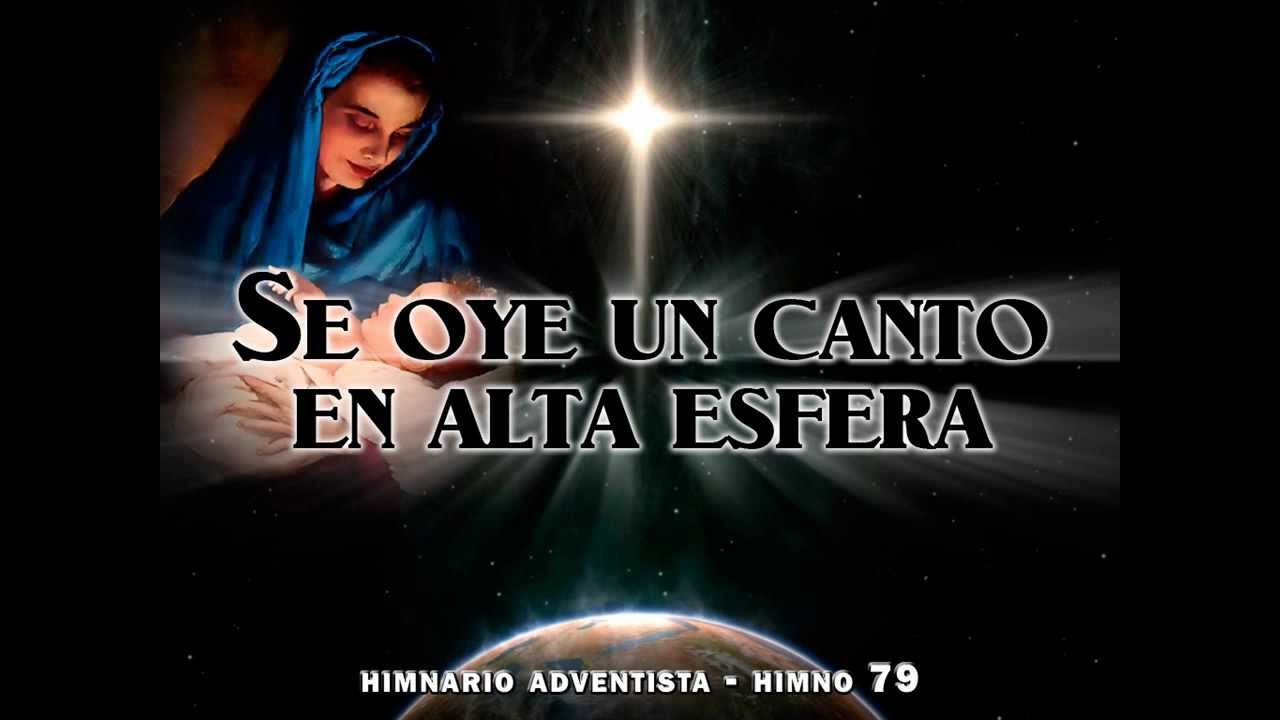 SE OYE UN CANTO
EN ALTA ESFERA
HIMNARIO ADVENTISTA - HIMNO 79